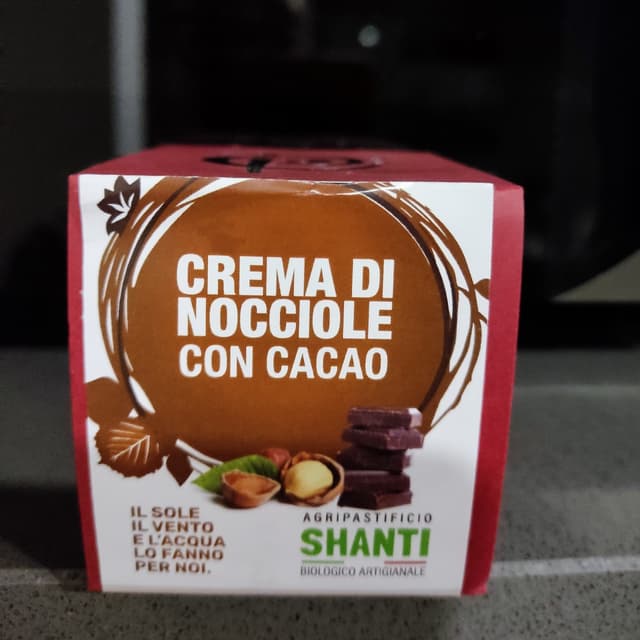 CREMA DI
NOCCIOLE
CON CACAO
IL SOLE
IL VENTO
E L'ACQUA
LO FANNO
PER NOI.
AGRIPASTIFICIO
SHANTI
BIOLOGICO ARTIGIANALE